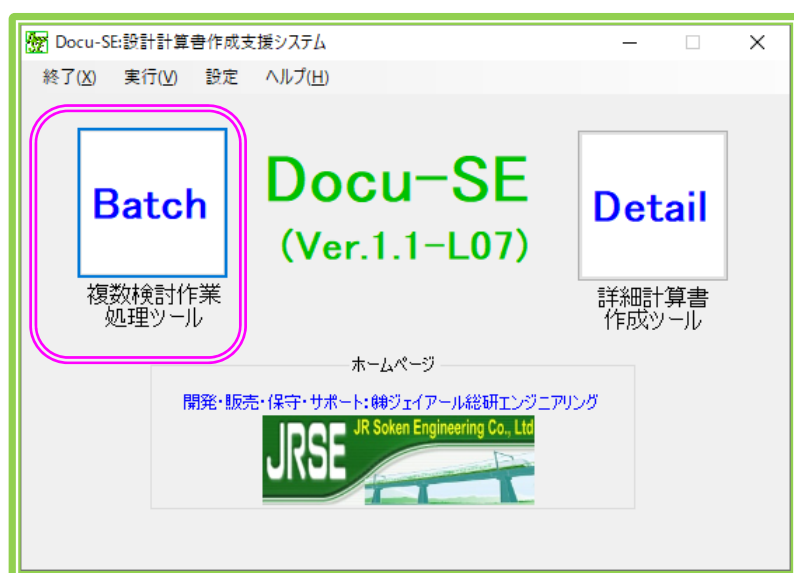 Docu-SE:設計計算書作成支援システム
終了(X) 実行(V) 設定 ヘルプ(H)
Batch
複数検討作業
処理ツール
Docu-SE
(Ver.1.1-L07)
Detail
詳細計算書
作成ツール
ホームページ
開発・販売・保守・サポート:㈱ジェイアール総研エンジニアリング
JRSE
JR Soken Engineering Co., Ltd